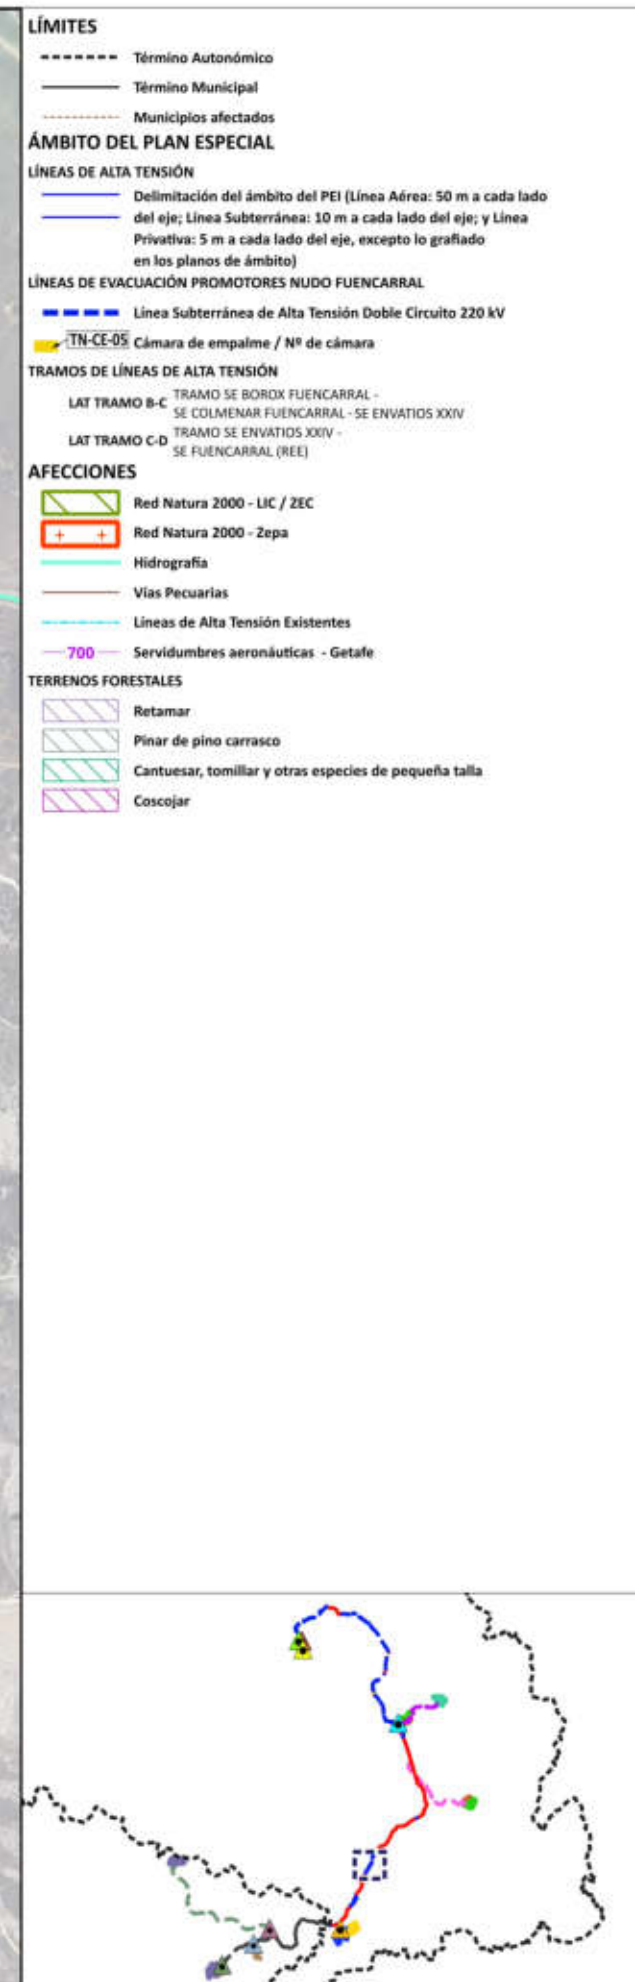 LÍMITES
Término Autonómico
Término Municipal
Municipios afectados
ÁMBITO DEL PLAN ESPECIAL
LÍNEAS DE ALTA TENSIÓN
Delimitación del ámbito del PEI (Línea Aérea: 50 m a cada lado
del eje; Línea Subterránea: 10 m a cada lado del eje; y Línea
Privativa: 5 m a cada lado del eje, excepto lo grafiado
en los planos de ámbito)
LÍNEAS DE EVACUACIÓN PROMOTORES NUDO FUENCARRAL
Línea Subterránea de Alta Tensión Doble Circuito 220 kV
TN-CE-05 Cámara de empalme / Nº de cámara
TRAMOS DE LÍNEAS DE ALTA TENSIÓN
LAT TRAMO B-C TRAMO SE BOROX FUENCARRAL -
SE COLMENAR FUENCARRAL - SE ENVATIOS XXIV
LAT TRAMO C-D TRAMO SE ENVATIOS XXIV -
SE FUENCARRAL (REE)
AFECCIONES
Red Natura 2000 - LIC / ZEC
Red Natura 2000 - Zepa
Hidrografía
Vías Pecuarias
Líneas de Alta Tensión Existentes
700 Servidumbres aeronáuticas - Getafe
TERRENOS FORESTALES
Retamar
Pinar de pino carrasco
Cantuesar, tomillar y otras especies de pequeña talla
Coscojar